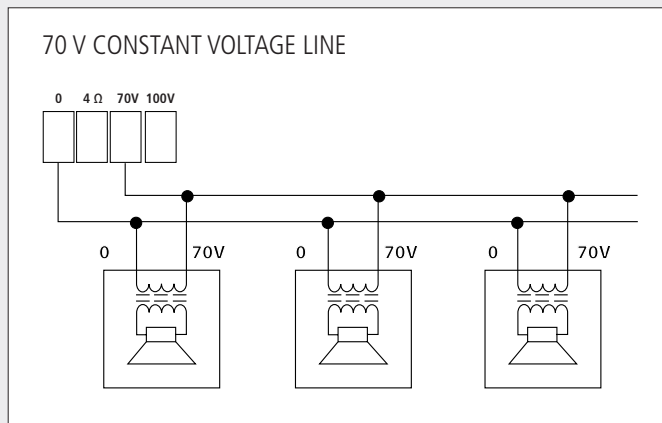 70 V CONSTANT VOLTAGE LINE
0 4 Ω 70V 100V
0 70V 0 70V 0 70V